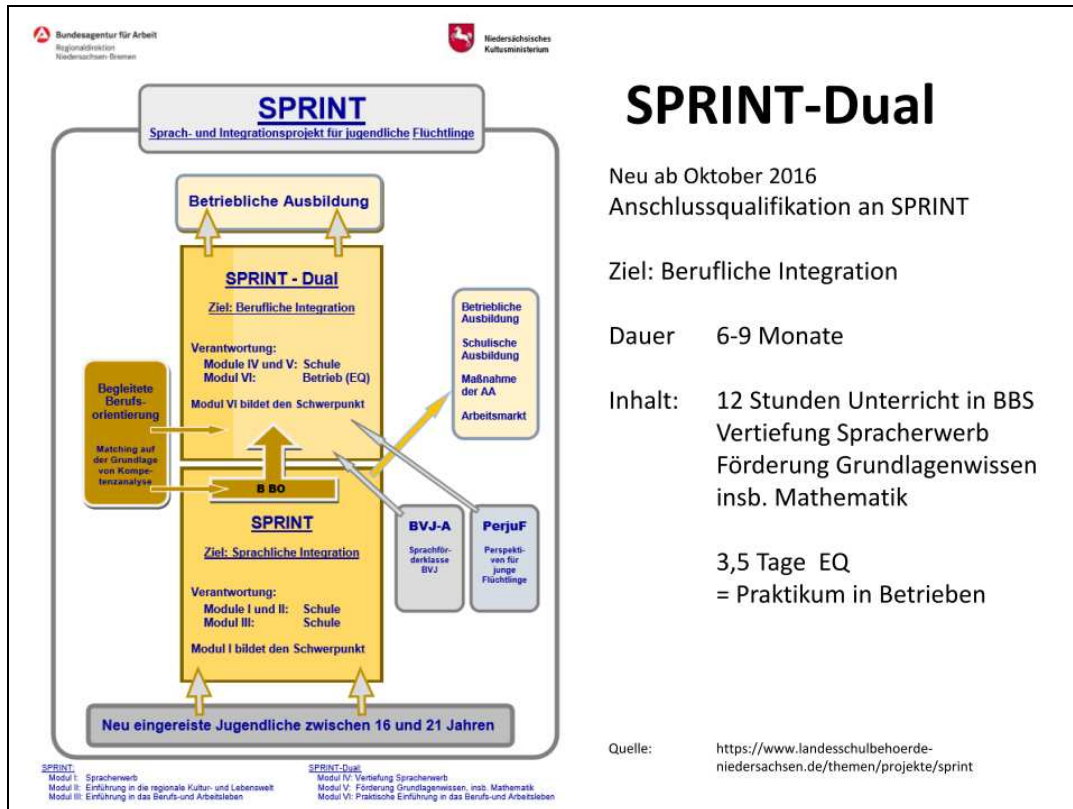 Bundesagentur für Arbeit
Regionaldirektion
Niedersachsen-Bremen
Niedersächsisches
Kultusministerium
SPRINT
Sprach- und Integrationsprojekt für jugendliche Flüchtlinge
Betriebliche Ausbildung
SPRINT - Dual
Ziel: Berufliche Integration
Verantwortung:
Module IV und V: Schule
Modul VI: Betrieb (EQ)
Modul VI bildet den Schwerpunkt
Betriebliche
Ausbildung
Schulische
Ausbildung
Maßnahme
der AA
Arbeitsmarkt
Begleitete
Berufs-
orientierung
Matching auf
der Grundlage
von Kompe-
tenzanalyse
B BO
SPRINT
Ziel: Sprachliche Integration
Verantwortung:
Module I und II: Schule
Modul III: Schule
Modul I bildet den Schwerpunkt
BVJ-A
Sprachför-
derklasse
BVJ
PerjuF
Perspekti-
ven für
junge
Flüchtlinge
Neu eingereiste Jugendliche zwischen 16 und 21 Jahren
SPRINT:
Modul I: Spracherwerb
Modul II: Einführung in die regionale Kultur- und Lebenswelt
Modul III: Einführung in das Berufs-und Arbeitsleben
SPRINT-Dual:
Modul IV: Vertiefung Spracherwerb
Modul V: Förderung Grundlagenwissen, insb. Mathematik
Modul VI: Praktische Einführung in das Berufs-und Arbeitsleben
SPRINT-Dual
Neu ab Oktober 2016
Anschlussqualifikation an SPRINT
Ziel: Berufliche Integration
Dauer 6-9 Monate
Inhalt: 12 Stunden Unterricht in BBS
Vertiefung Spracherwerb
Förderung Grundlagenwissen
insb. Mathematik
3,5 Tage EQ
= Praktikum in Betrieben
Quelle: https://www.landesschulbehoerde-
niedersachsen.de/themen/projekte/sprint